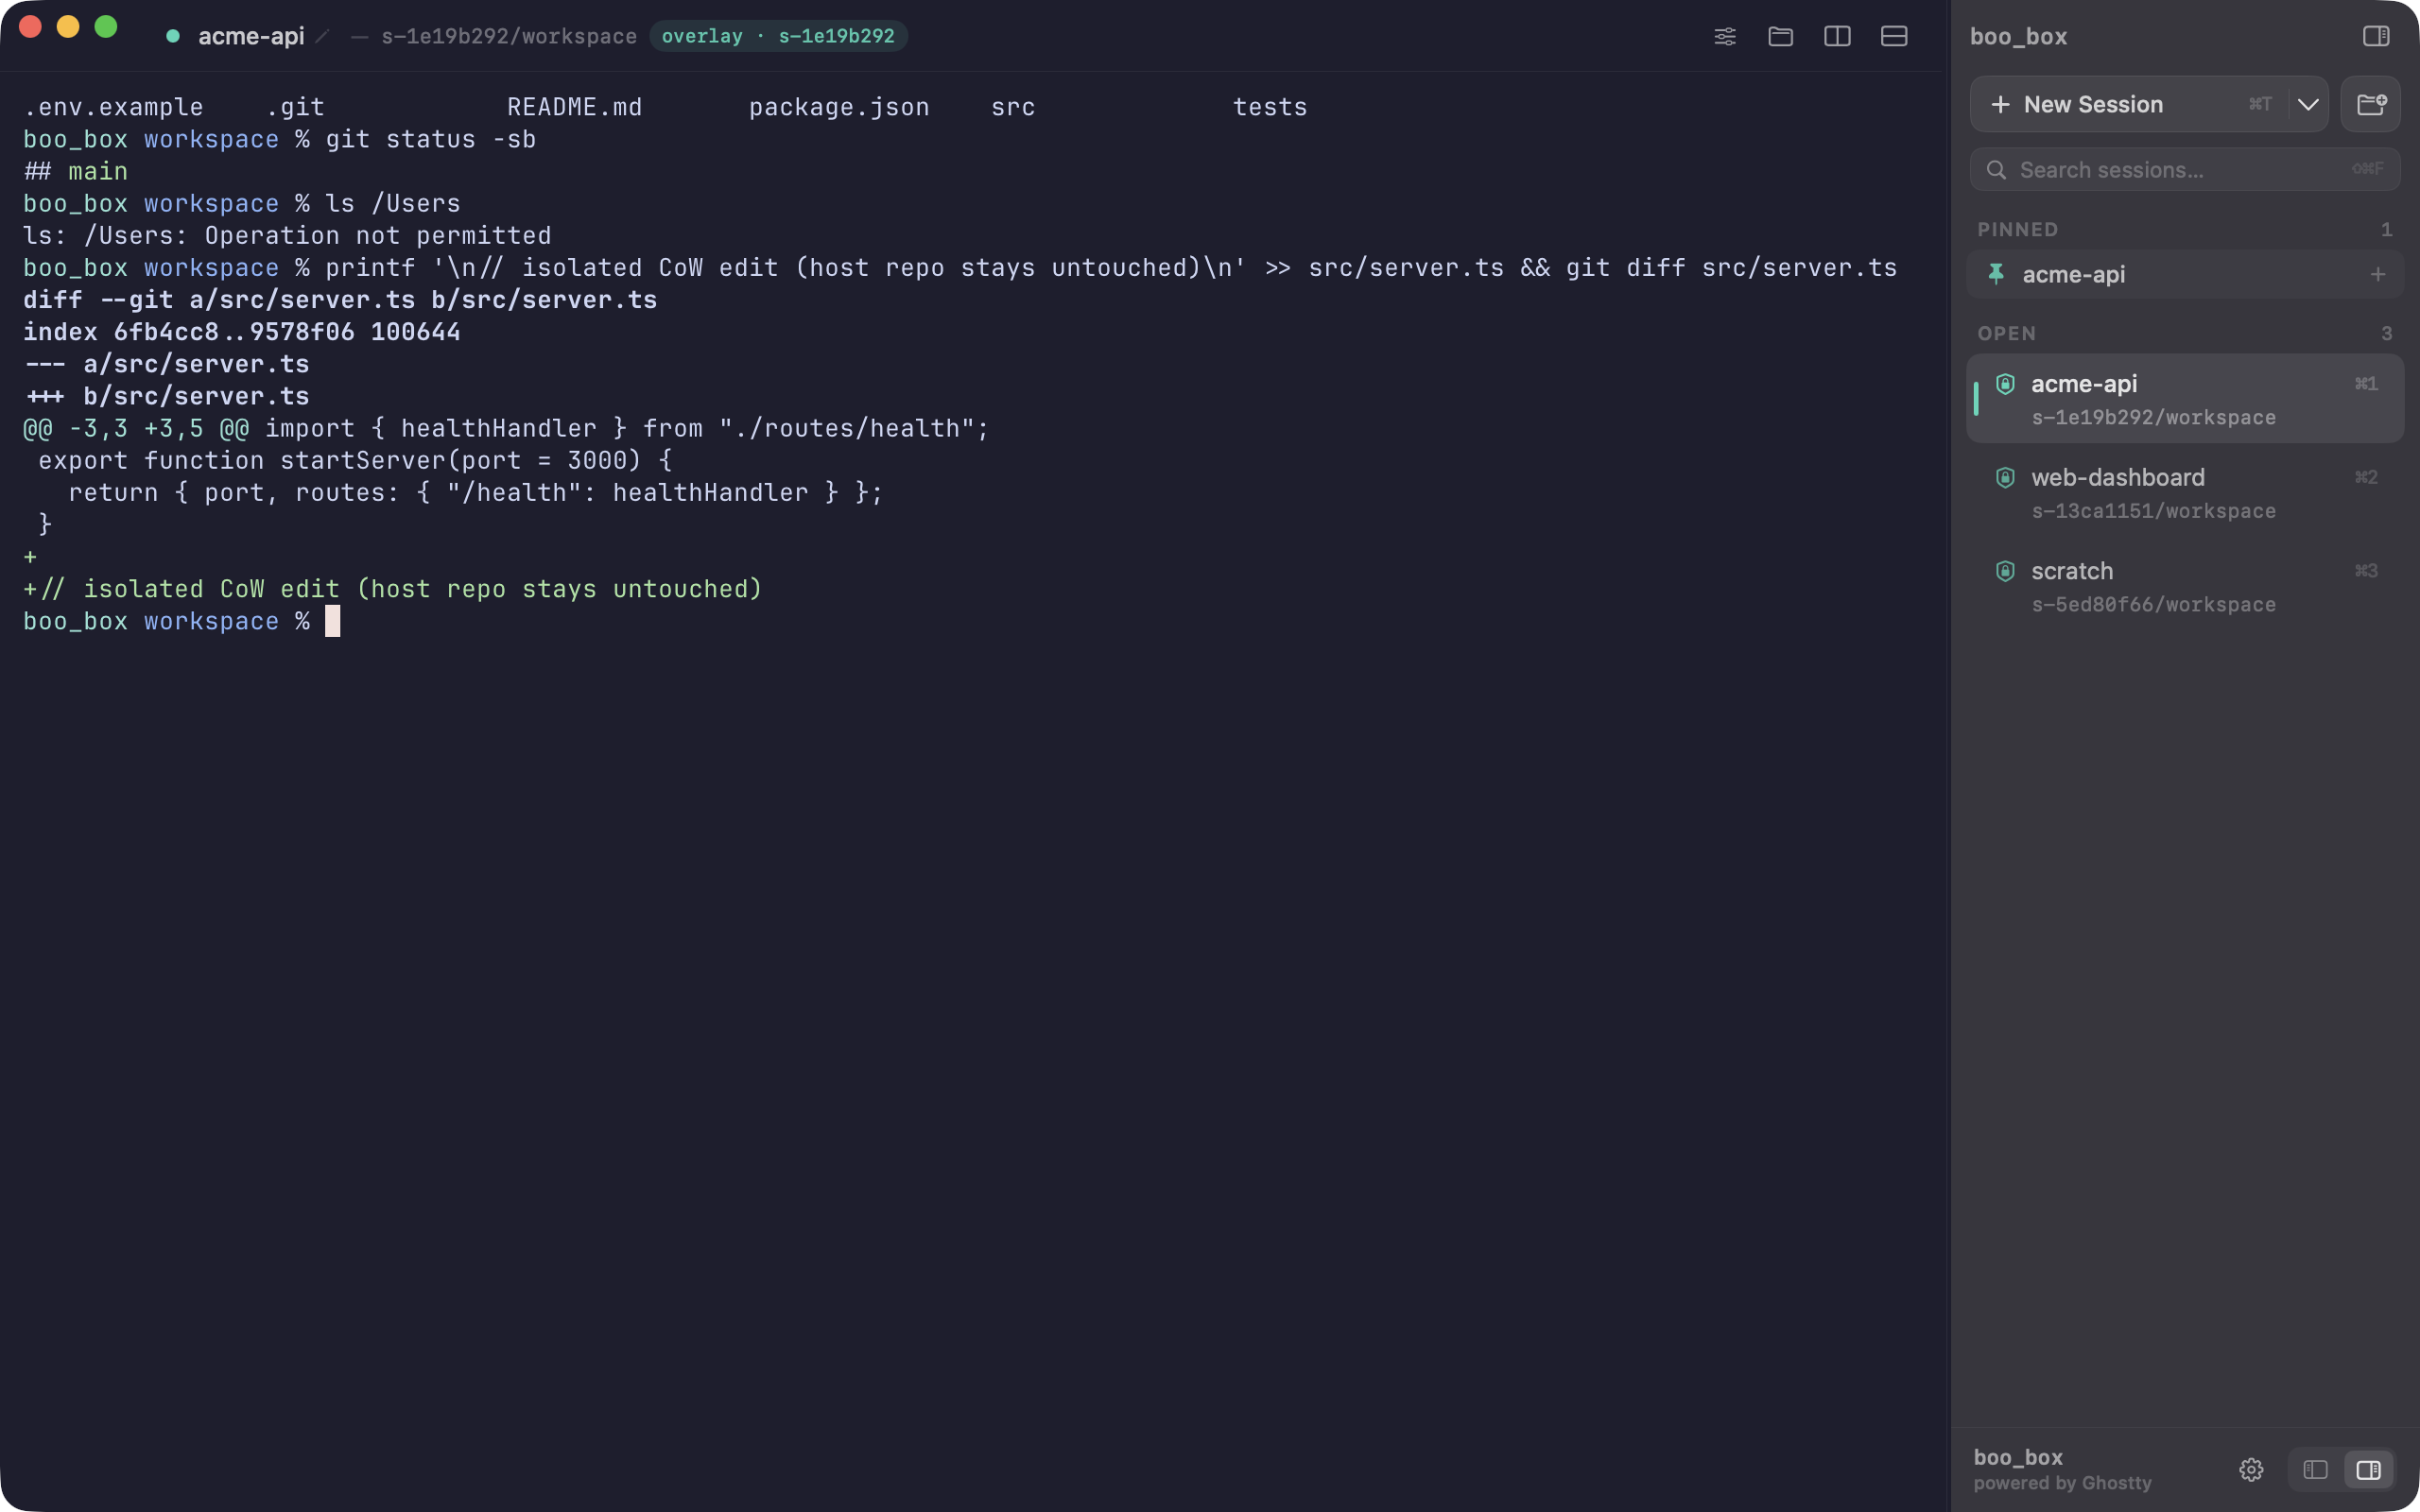 acme-api — s-1e19b292/workspace overlay · s-1e19b292
.env.example .git README.md package.json src tests
boo_box workspace % git status -sb
## main
boo_box workspace % ls /Users
ls: /Users: Operation not permitted
boo_box workspace % printf '\n// isolated CoW edit (host repo stays untouched)\n' >> src/server.ts && git diff src/server.ts
diff --git a/src/server.ts b/src/server.ts
index 6fb4cc8..9578f06 100644
--- a/src/server.ts
+++ b/src/server.ts
@@ -3,3 +3,5 @@ import { healthHandler } from "./routes/health";
 export function startServer(port = 3000) {
   return { port, routes: { "/health": healthHandler } };
 }
+
+// isolated CoW edit (host repo stays untouched)
boo_box workspace %
boo_box
+ New Session ⌘T
Search sessions... ⇧⌘F
PINNED 1
acme-api +
OPEN 3
acme-api ⌘1
s-1e19b292/workspace
web-dashboard ⌘2
s-13ca1151/workspace
scratch ⌘3
s-5ed80f66/workspace
boo_box
powered by Ghostty